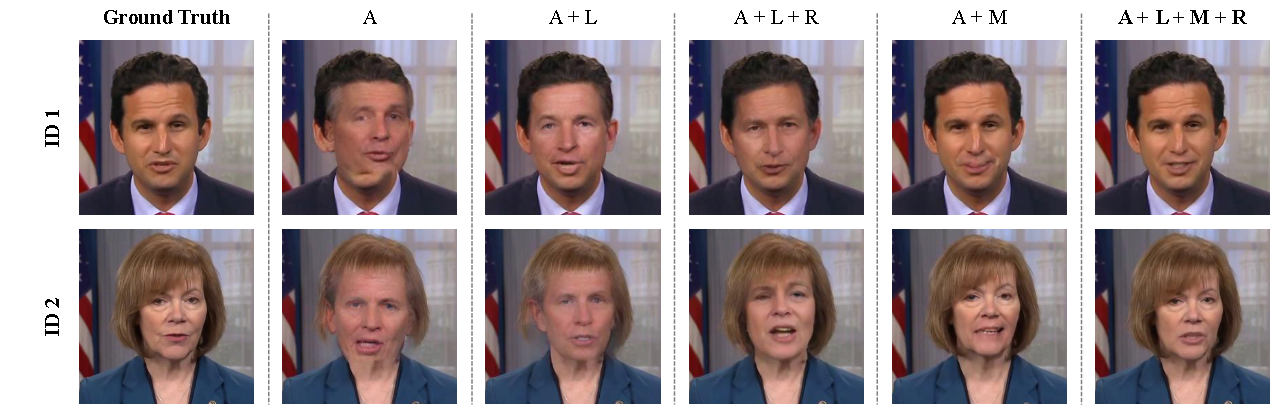 Ground Truth A A + L A + L + R A + M A + L + M + R
ID 1
ID 2